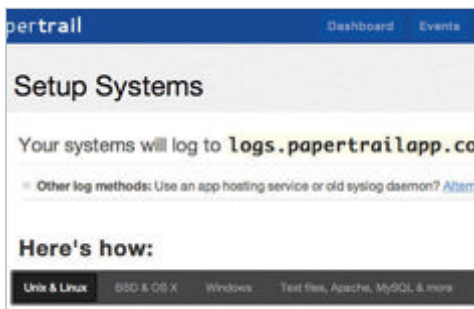 pertrail Dashboard Events
Setup Systems
Your systems will log to logs.papertrailapp.co
Other log methods: Use an app hosting service or old syslog daemon? Altern
Here's how:
Unix & Linux BSD & OS X Windows Text files, Apache, MySQL & more